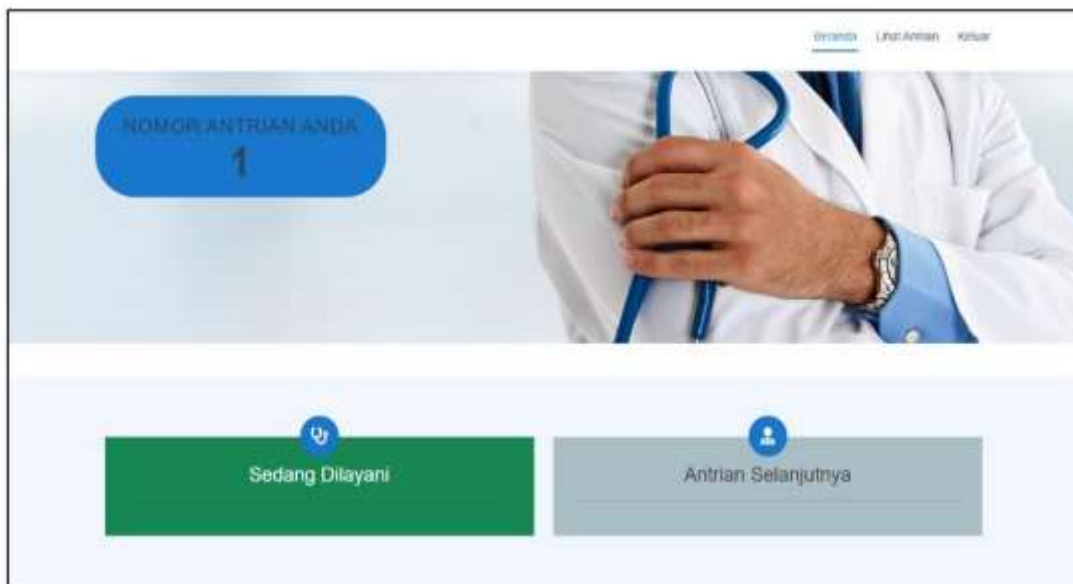 Beranda Lihat Antrian Keluar
NOMOR ANTRIAN ANDA
1
Sedang Dilayani
Antrian Selanjutnya